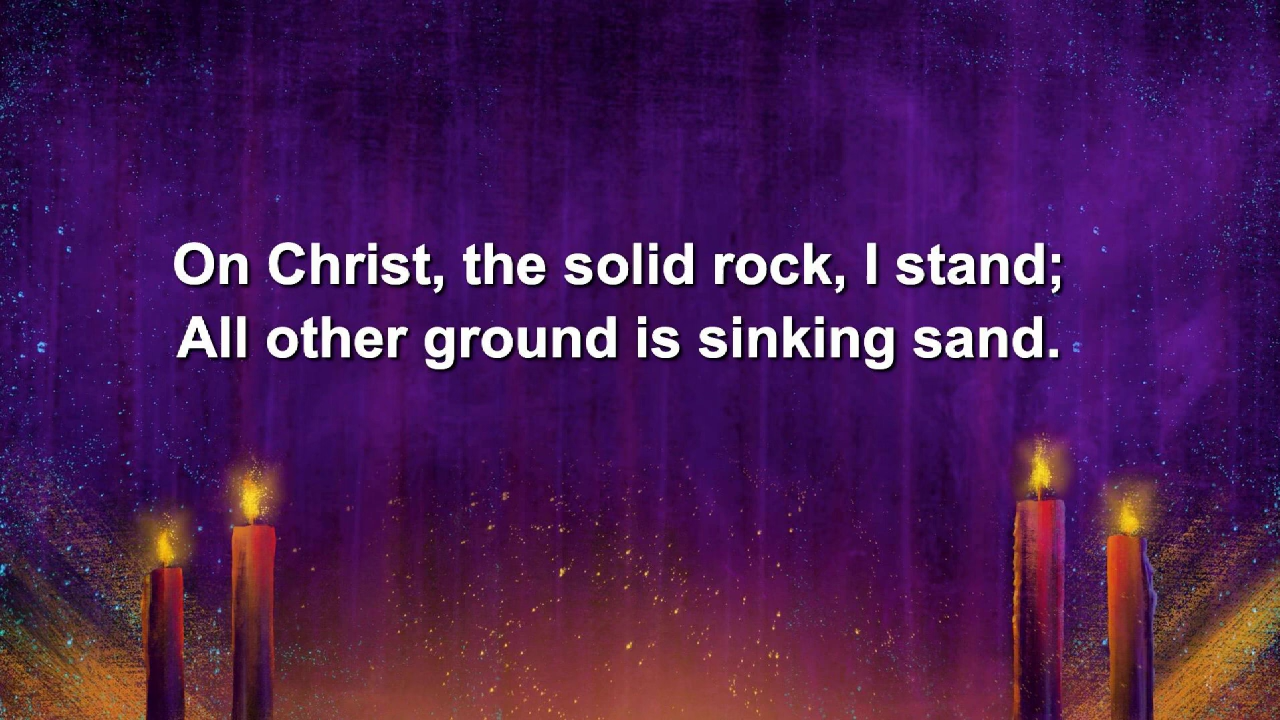 On Christ, the solid rock, I stand;
All other ground is sinking sand.